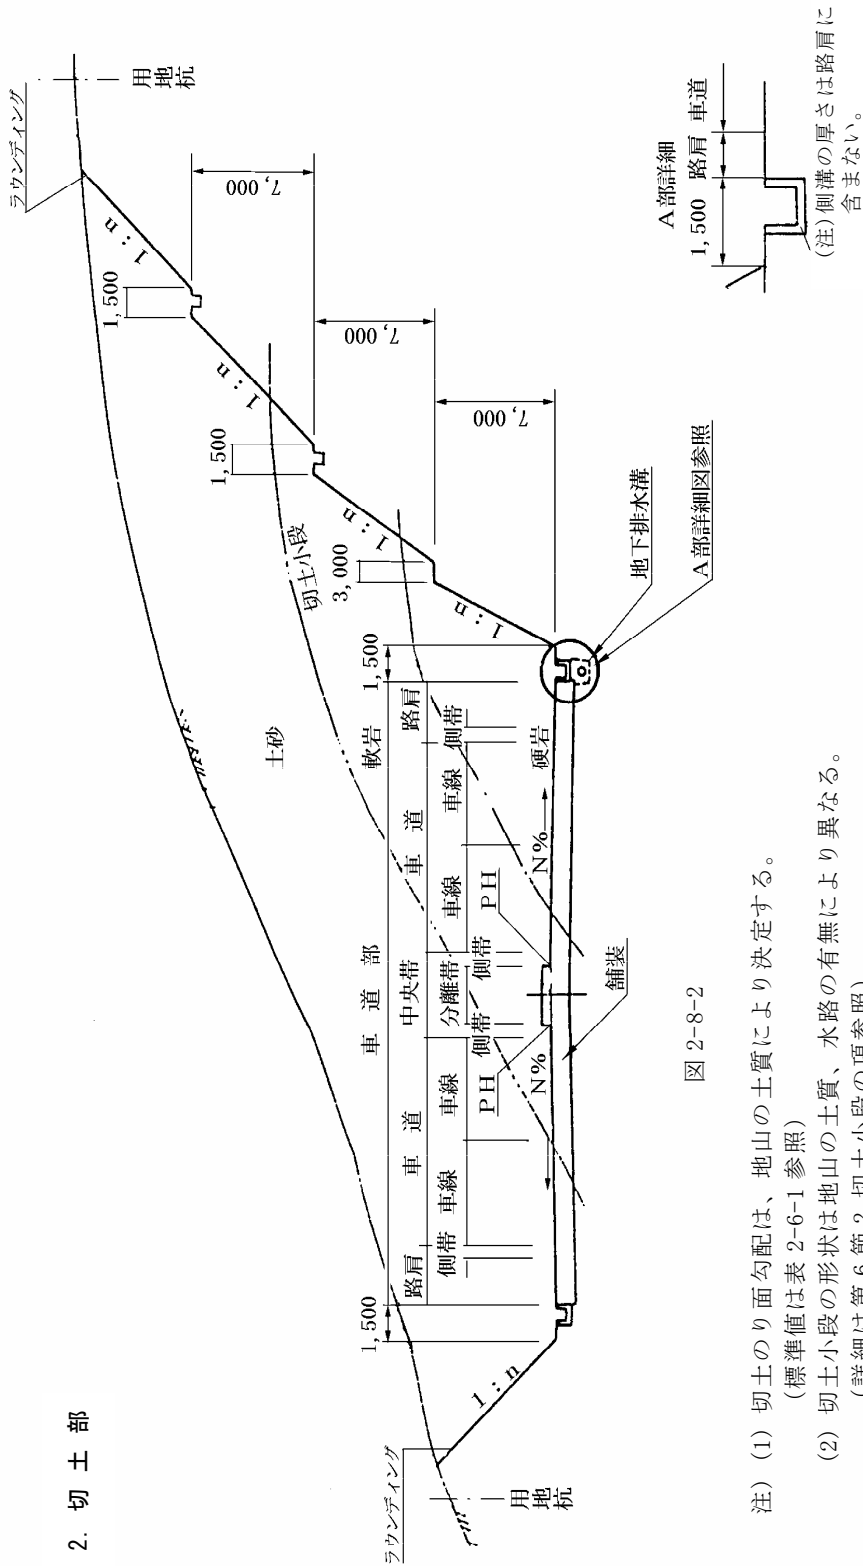 2. 切 土 部
ラウンディング
用地杭
1:n
1,500
7,000
1:n
1,500
7,000
1:n
切土小段
3,000
7,000
1:n
1,500
土砂
軟岩
硬岩
車 道 部
路肩
車 道
中央帯
車 道
路肩
側帯
車線
車線
側帯
分離帯
側帯
車線
車線
側帯
PH
PH
N%
N%
舗装
1,500
1:n
ラウンディング
用地杭
地下排水溝
A部詳細図参照
A部詳細
1,500 路肩 車道
(注)側溝の厚さは路肩に
含まない。
図 2-8-2
注) (1) 切土のり面勾配は、地山の土質により決定する。
(標準値は表 2-6-1 参照)
(2) 切土小段の形状は地山の土質、水路の有無により異なる。
(詳細は第 6 節 2 切土小段の項参照)